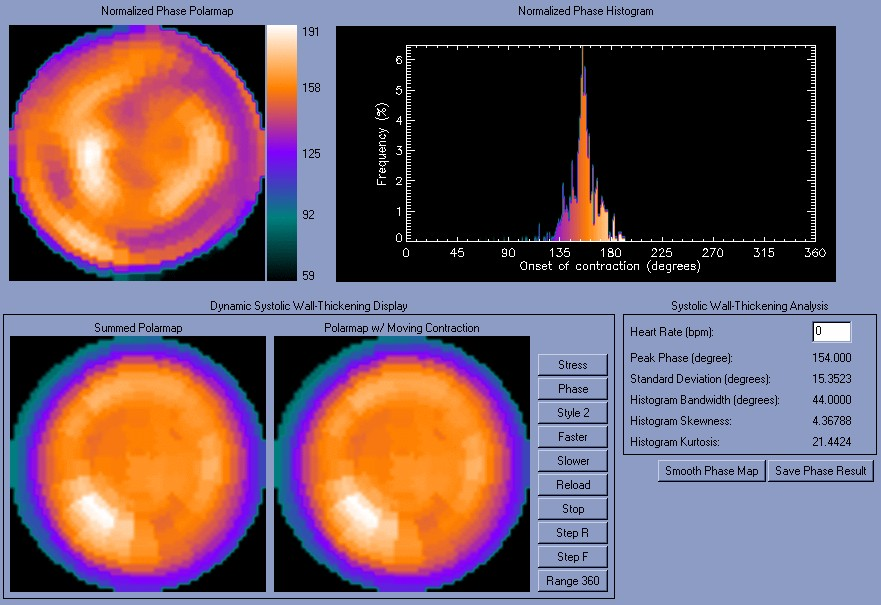 Normalized Phase Polarmap
191
158
125
92
59
Normalized Phase Histogram
Frequency (%)
6
5
4
3
2
1
0
0 45 90 135 180 225 270 315 360
Onset of contraction (degrees)
Dynamic Systolic Wall-Thickening Display
Summed Polarmap
Polarmap w/ Moving Contraction
Stress
Phase
Style 2
Faster
Slower
Reload
Stop
Step R
Step F
Range 360
Systolic Wall-Thickening Analysis
Heart Rate (bpm): 0
Peak Phase (degree): 154.000
Standard Deviation (degrees): 15.3523
Histogram Bandwidth (degrees): 44.0000
Histogram Skewness: 4.36788
Histogram Kurtosis: 21.4424
Smooth Phase Map Save Phase Result